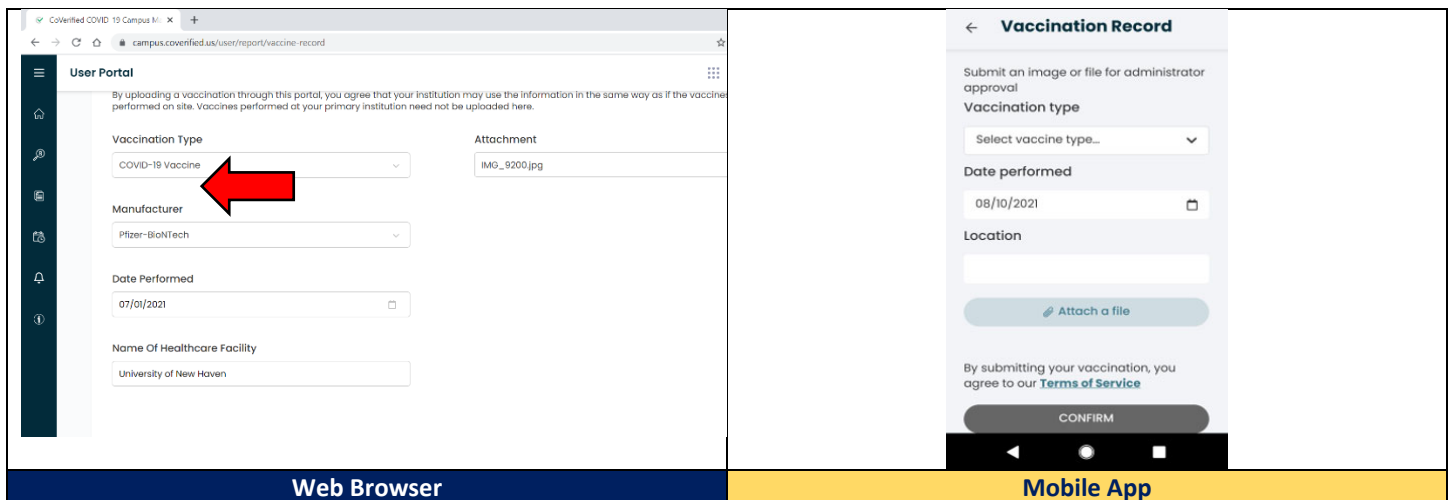 CoVerified COVID 19 Campus M
campus.coverified.us/user/report/vaccine-record
User Portal
By uploading a vaccination through this portal, you agree that your institution may use the information in the same way as if the vaccines
performed on site. Vaccines performed at your primary institution need not be uploaded here.
Vaccination Type
Attachment
COVID-19 Vaccine
IMG_9200.jpg
Manufacturer
Pfizer-BioNTech
Date Performed
07/01/2021
Name Of Healthcare Facility
University of New Haven
Web Browser
Vaccination Record
Submit an image or file for administrator
approval
Vaccination type
Select vaccine type...
Date performed
08/10/2021
Location
Attach a file
By submitting your vaccination, you
agree to our Terms of Service
CONFIRM
Mobile App